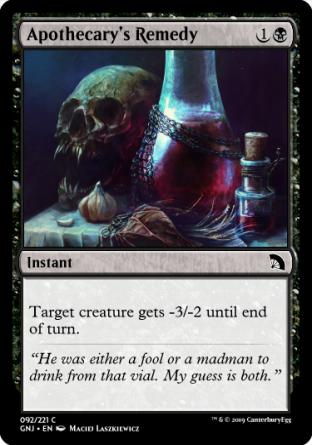 Apothecary's Remedy 1
Instant
Target creature gets -3/-2 until end
of turn.
"He was either a fool or a madman to
drink from that vial. My guess is both."
092/221 C
GNJ • EN Maciej Laszkiewicz
™ & © 2019 CanterburyEgg